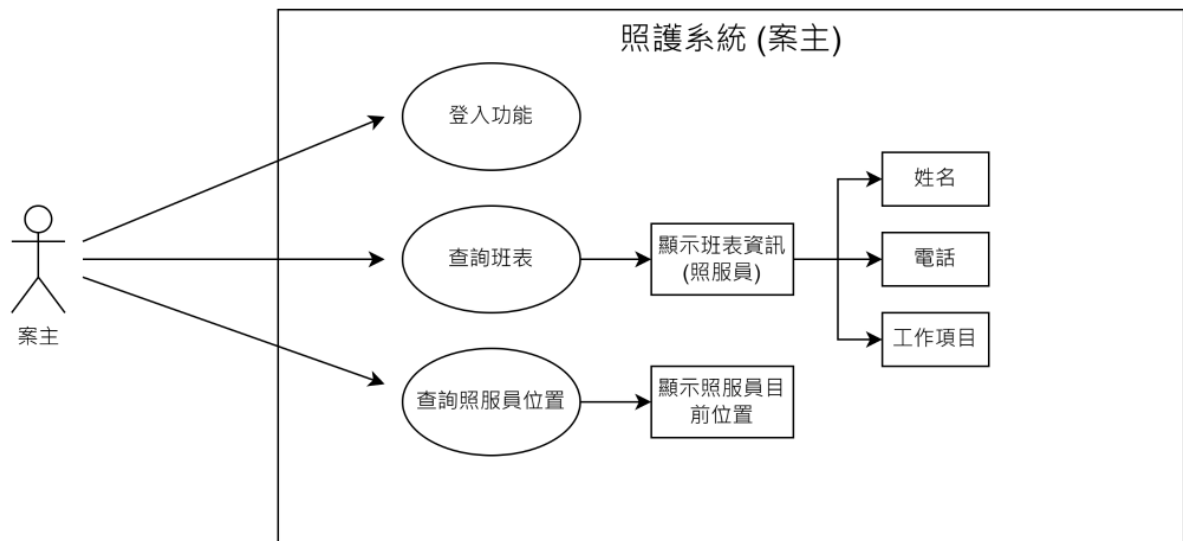 照護系統 (案主)
登入功能
姓名
查詢班表
顯示班表資訊
(照服員)
電話
案主
工作項目
查詢照服員位置
顯示照服員目
前位置